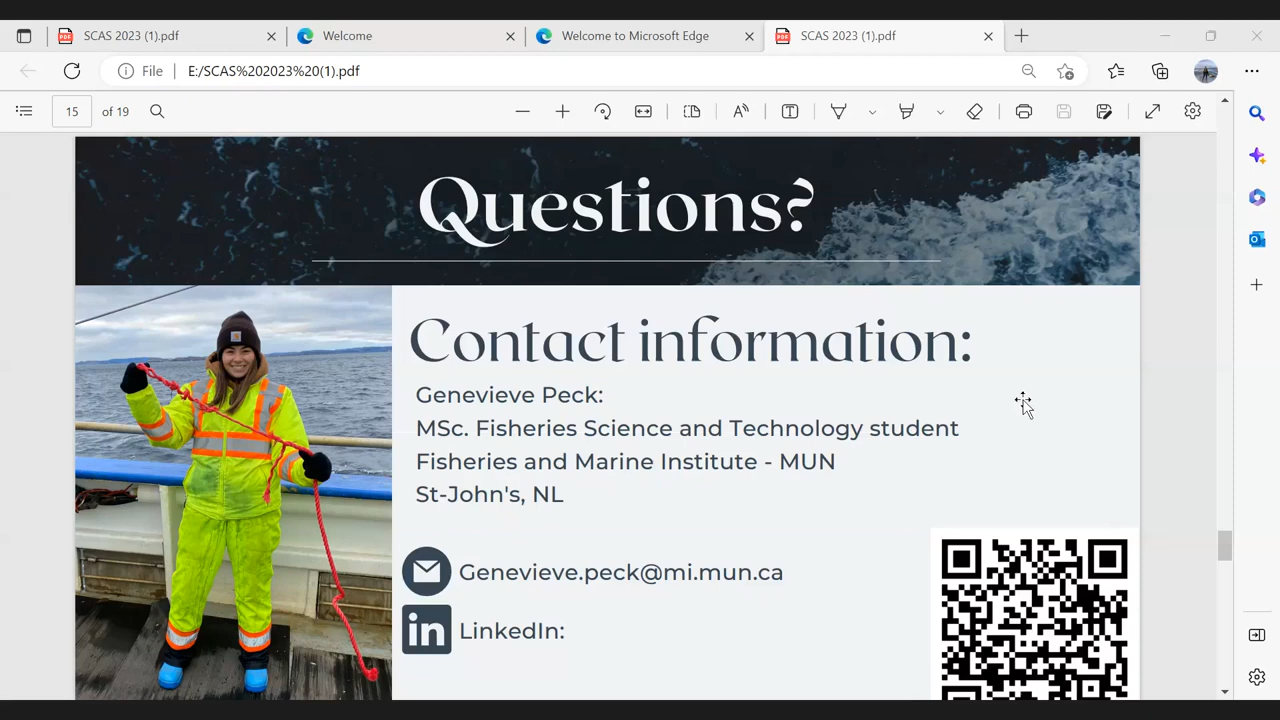 SCAS 2023 (1).pdf
Welcome
Welcome to Microsoft Edge
SCAS 2023 (1).pdf
File
E:/SCAS%202023%20(1).pdf
15 of 19
Questions?
Contact information:
Genevieve Peck:
MSc. Fisheries Science and Technology student
Fisheries and Marine Institute - MUN
St-John's, NL
Genevieve.peck@mi.mun.ca
in LinkedIn: